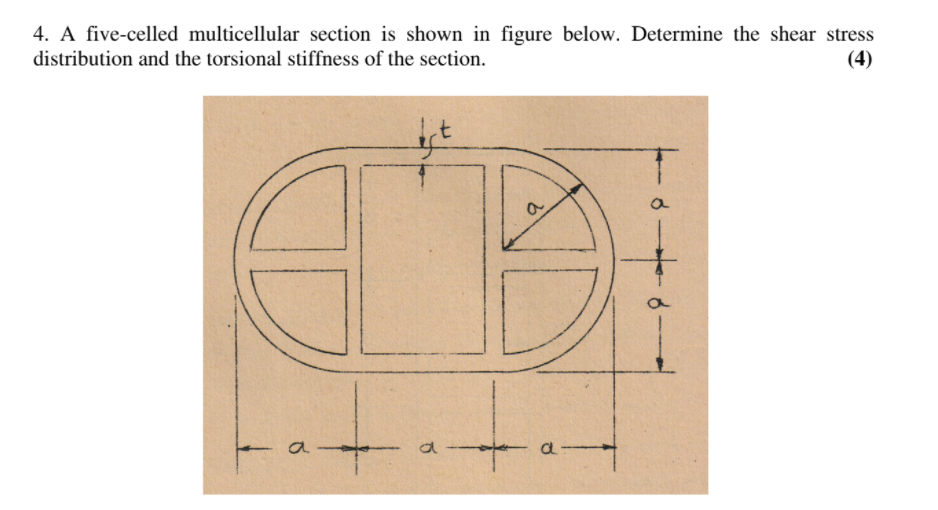 4. A five-celled multicellular section is shown in figure below. Determine the shear stress
distribution and the torsional stiffness of the section. (4)
t
a
a
a
a
a
a